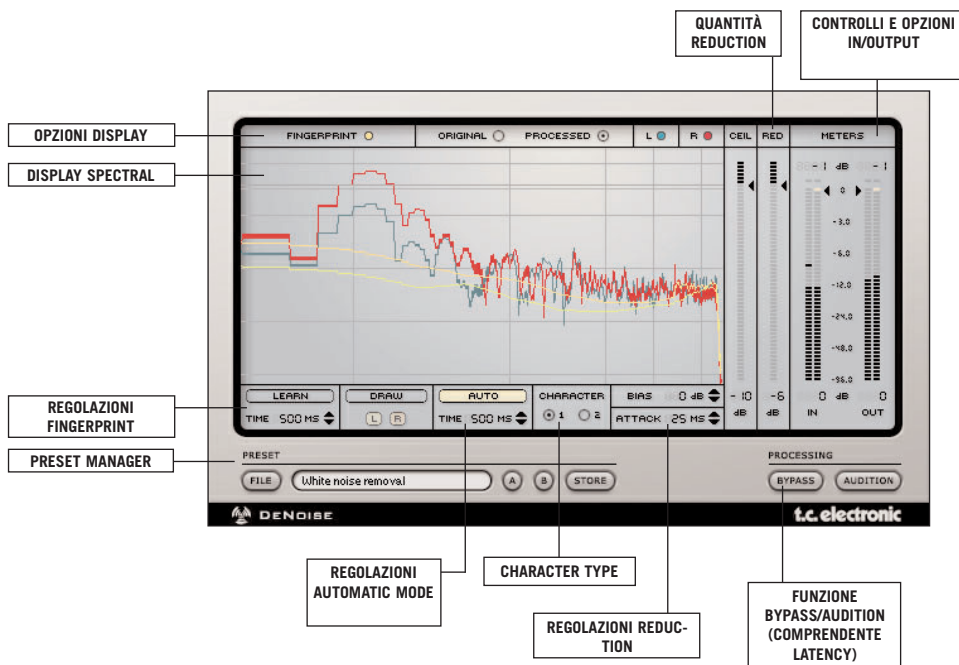 QUANTITÀ
REDUCTION
CONTROLLI E OPZIONI
IN/OUTPUT
OPZIONI DISPLAY
DISPLAY SPECTRAL
FINGERPRINT
ORIGINAL
PROCESSED
L
R
CEIL
RED
METERS
-1 dB -1
0
-3.0
-6.0
-12.0
-24.0
-48.0
-96.0
LEARN
DRAW
AUTO
CHARACTER
BIAS 0 dB
TIME 500 MS
L R
TIME 500 MS
1 2
ATTACK 25 MS
-10
dB
-6
dB
0 dB 0
IN OUT
REGOLAZIONI
FINGERPRINT
PRESET MANAGER
PRESET
PROCESSING
FILE
White noise removal
A
B
STORE
BYPASS
AUDITION
DENOISE
t.c. electronic
REGOLAZIONI
AUTOMATIC MODE
CHARACTER TYPE
REGOLAZIONI REDUC-
TION
FUNZIONE
BYPASS/AUDITION
(COMPRENDENTE
LATENCY)